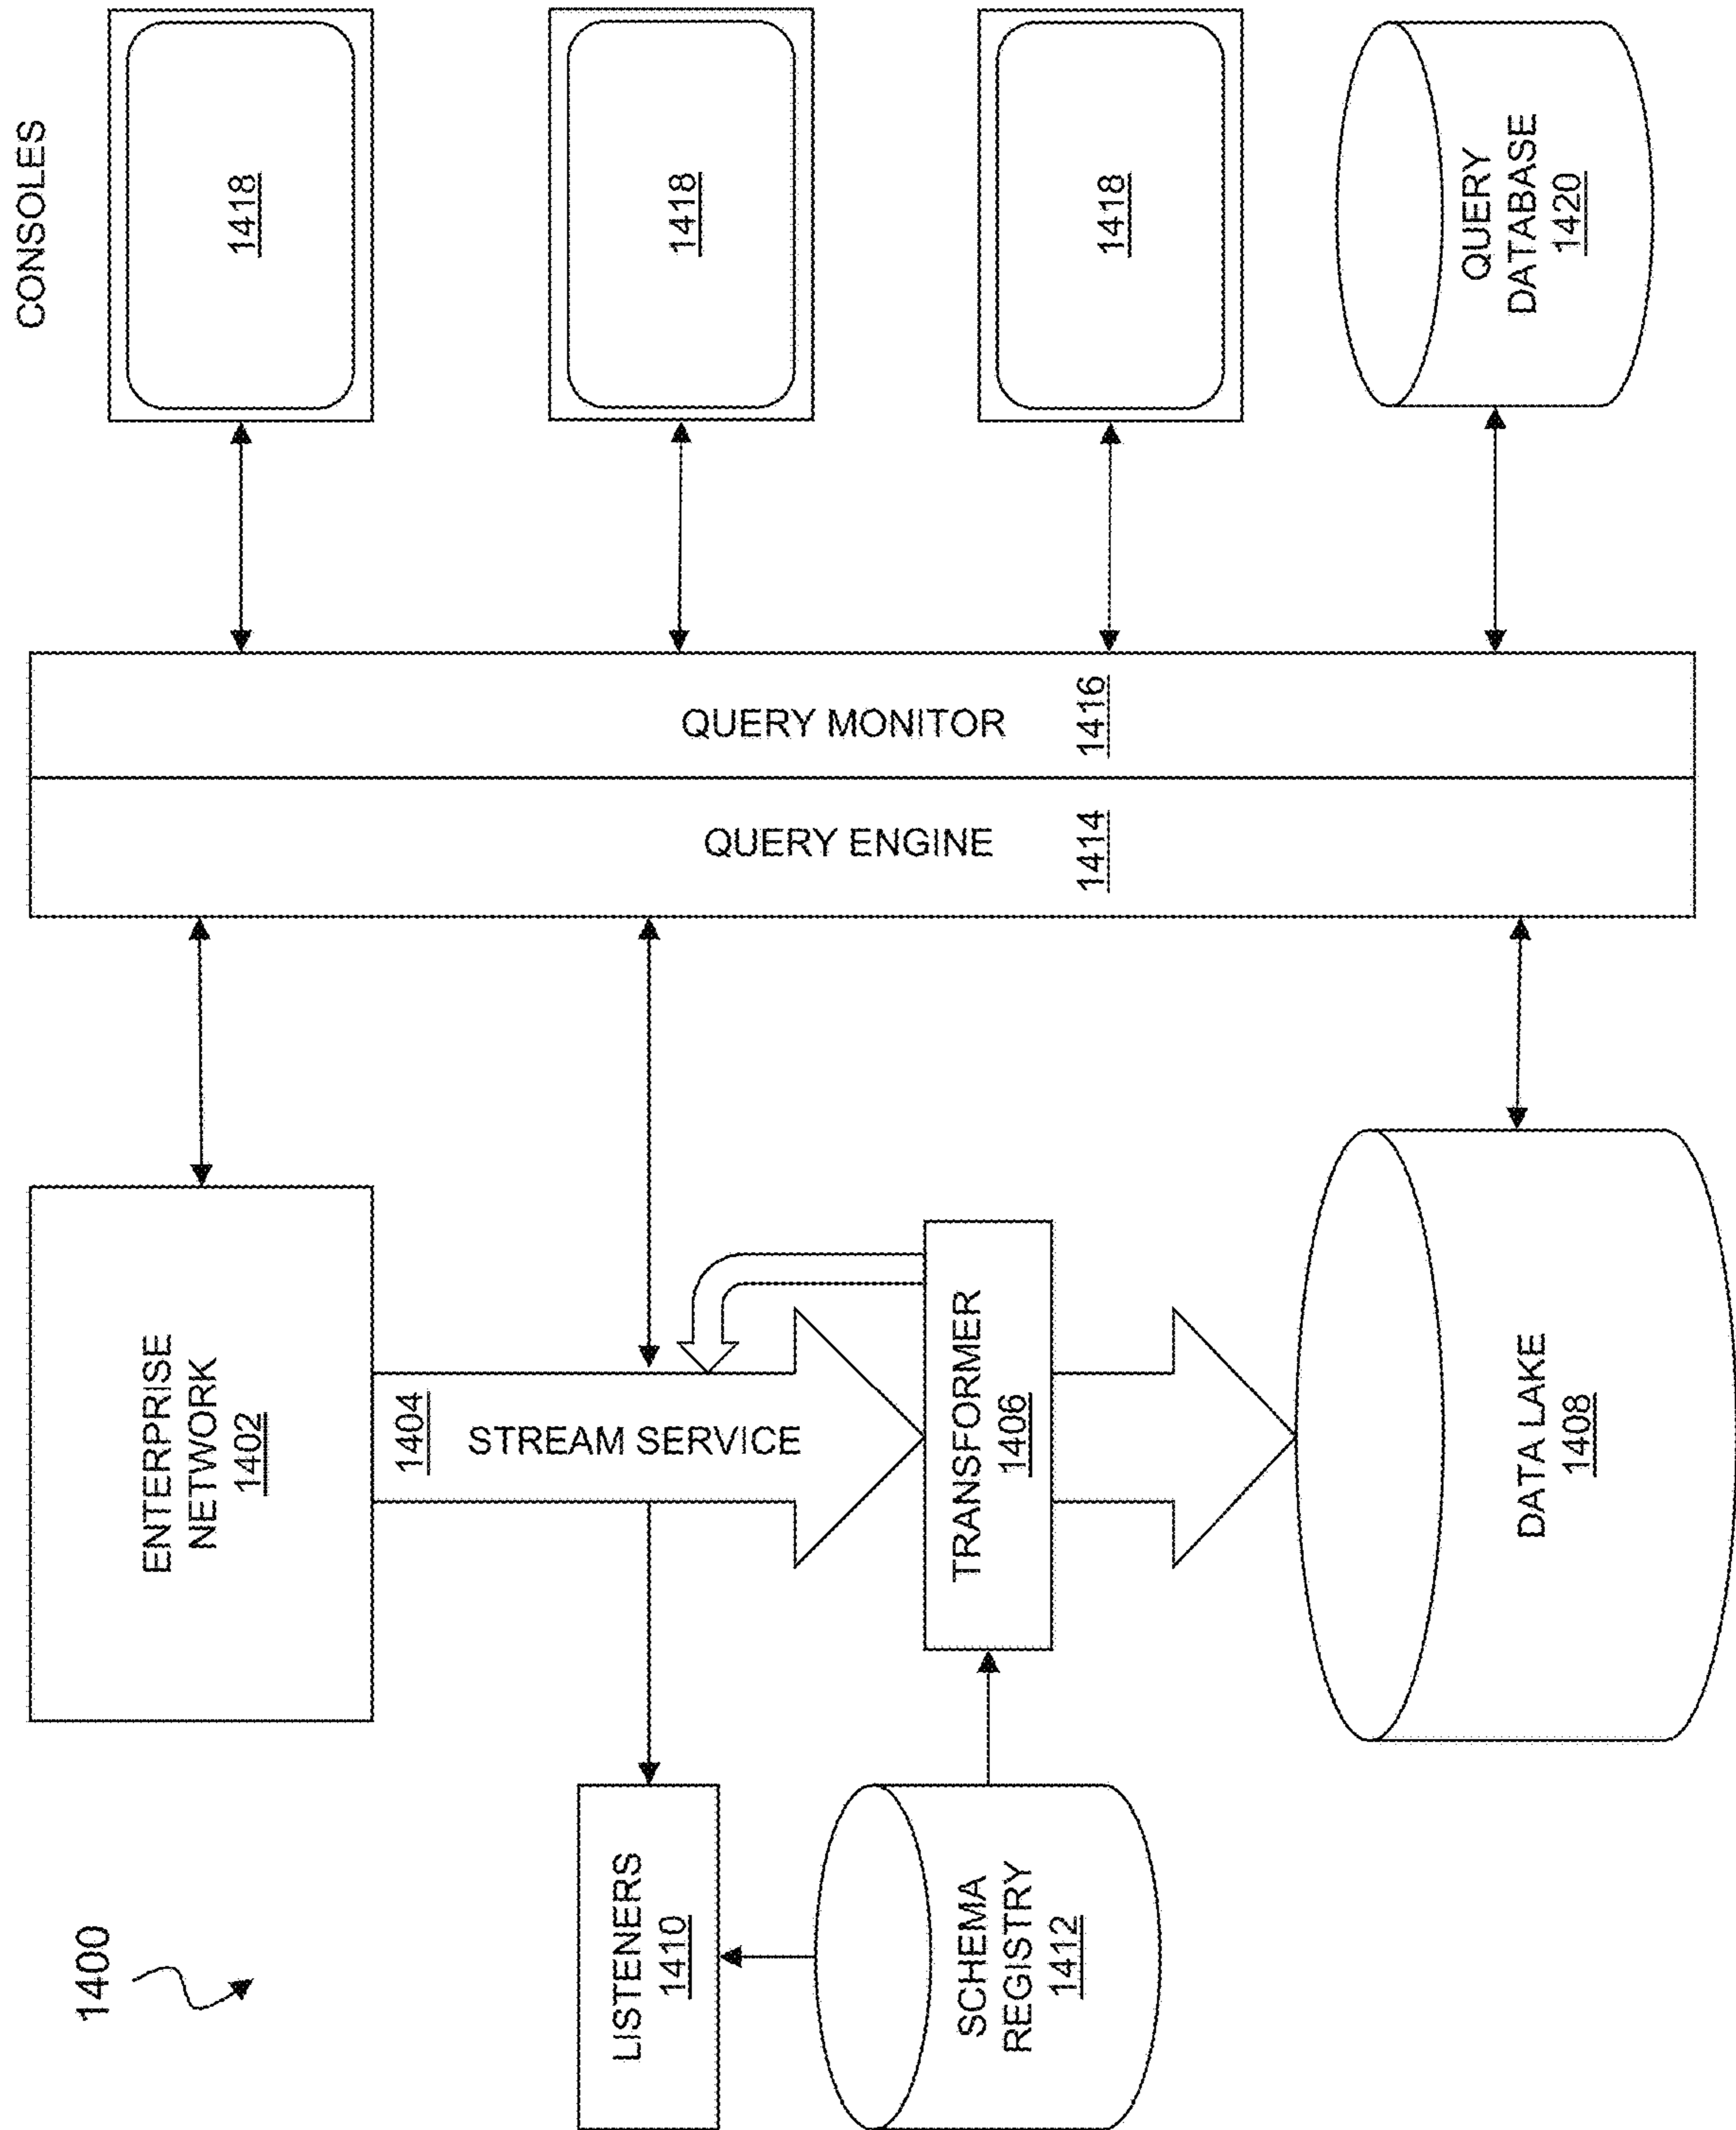 1400
CONSOLES
ENTERPRISE
NETWORK
1402
1404
STREAM SERVICE
LISTENERS
1410
SCHEMA
REGISTRY
1412
TRANSFORMER
1406
DATA LAKE
1408
QUERY ENGINE
1414
QUERY MONITOR
1416
1418
1418
1418
QUERY
DATABASE
1420